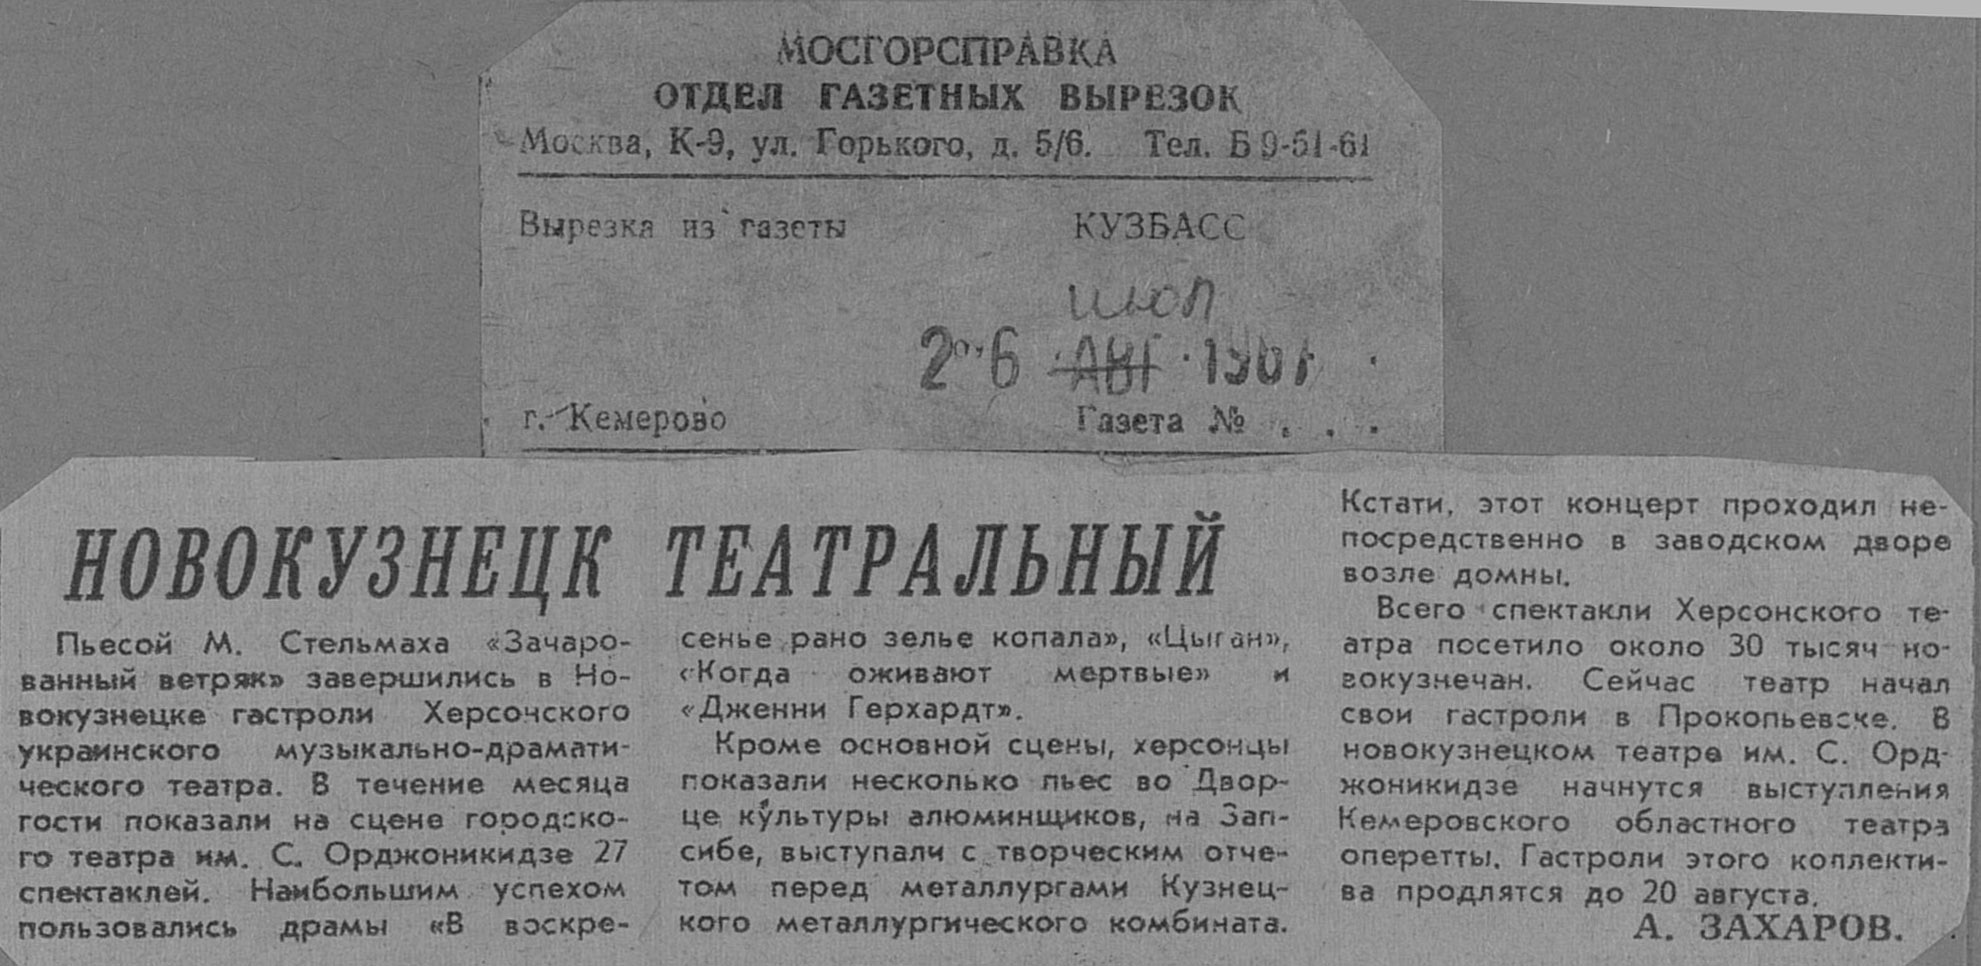 МОСГОРСПРАВКА
ОТДЕЛ ГАЗЕТНЫХ ВЫРЕЗОК
Москва, К-9, ул. Горького, д. 5/6. Тел. Б 9-51-61
Вырезка из газеты КУЗБАСС
июл
26 АВГ 196
г. Кемерово Газета № . . .
НОВОКУЗНЕЦК ТЕАТРАЛЬНЫЙ
Пьесой М. Стельмаха «Зачаро-
ванный ветряк» завершились в Но-
вокузнецке гастроли Херсонского
украинского музыкально-драмати-
ческого театра. В течение месяца
гости показали на сцене городско-
го театра им. С. Орджоникидзе 27
спектаклей. Наибольшим успехом
пользовались драмы «В воскре-
сенье рано зелье копала», «Цыган»,
«Когда оживают мертвые» и
«Дженни Герхардт».
Кроме основной сцены, херсонцы
показали несколько пьес во Двор-
це культуры алюминщиков, на Зап-
сибе, выступали с творческим отче-
том перед металлургами Кузнец-
кого металлургического комбината.
Кстати, этот концерт проходил не-
посредственно в заводском дворе
возле домны.
Всего спектакли Херсонского те-
атра посетило около 30 тысяч но-
вокузнечан. Сейчас театр начал
свои гастроли в Прокопьевске. В
новокузнецком театре им. С. Орд-
жоникидзе начнутся выступления
Кемеровского областного театра
оперетты. Гастроли этого коллекти-
ва продлятся до 20 августа.
А. ЗАХАРОВ.